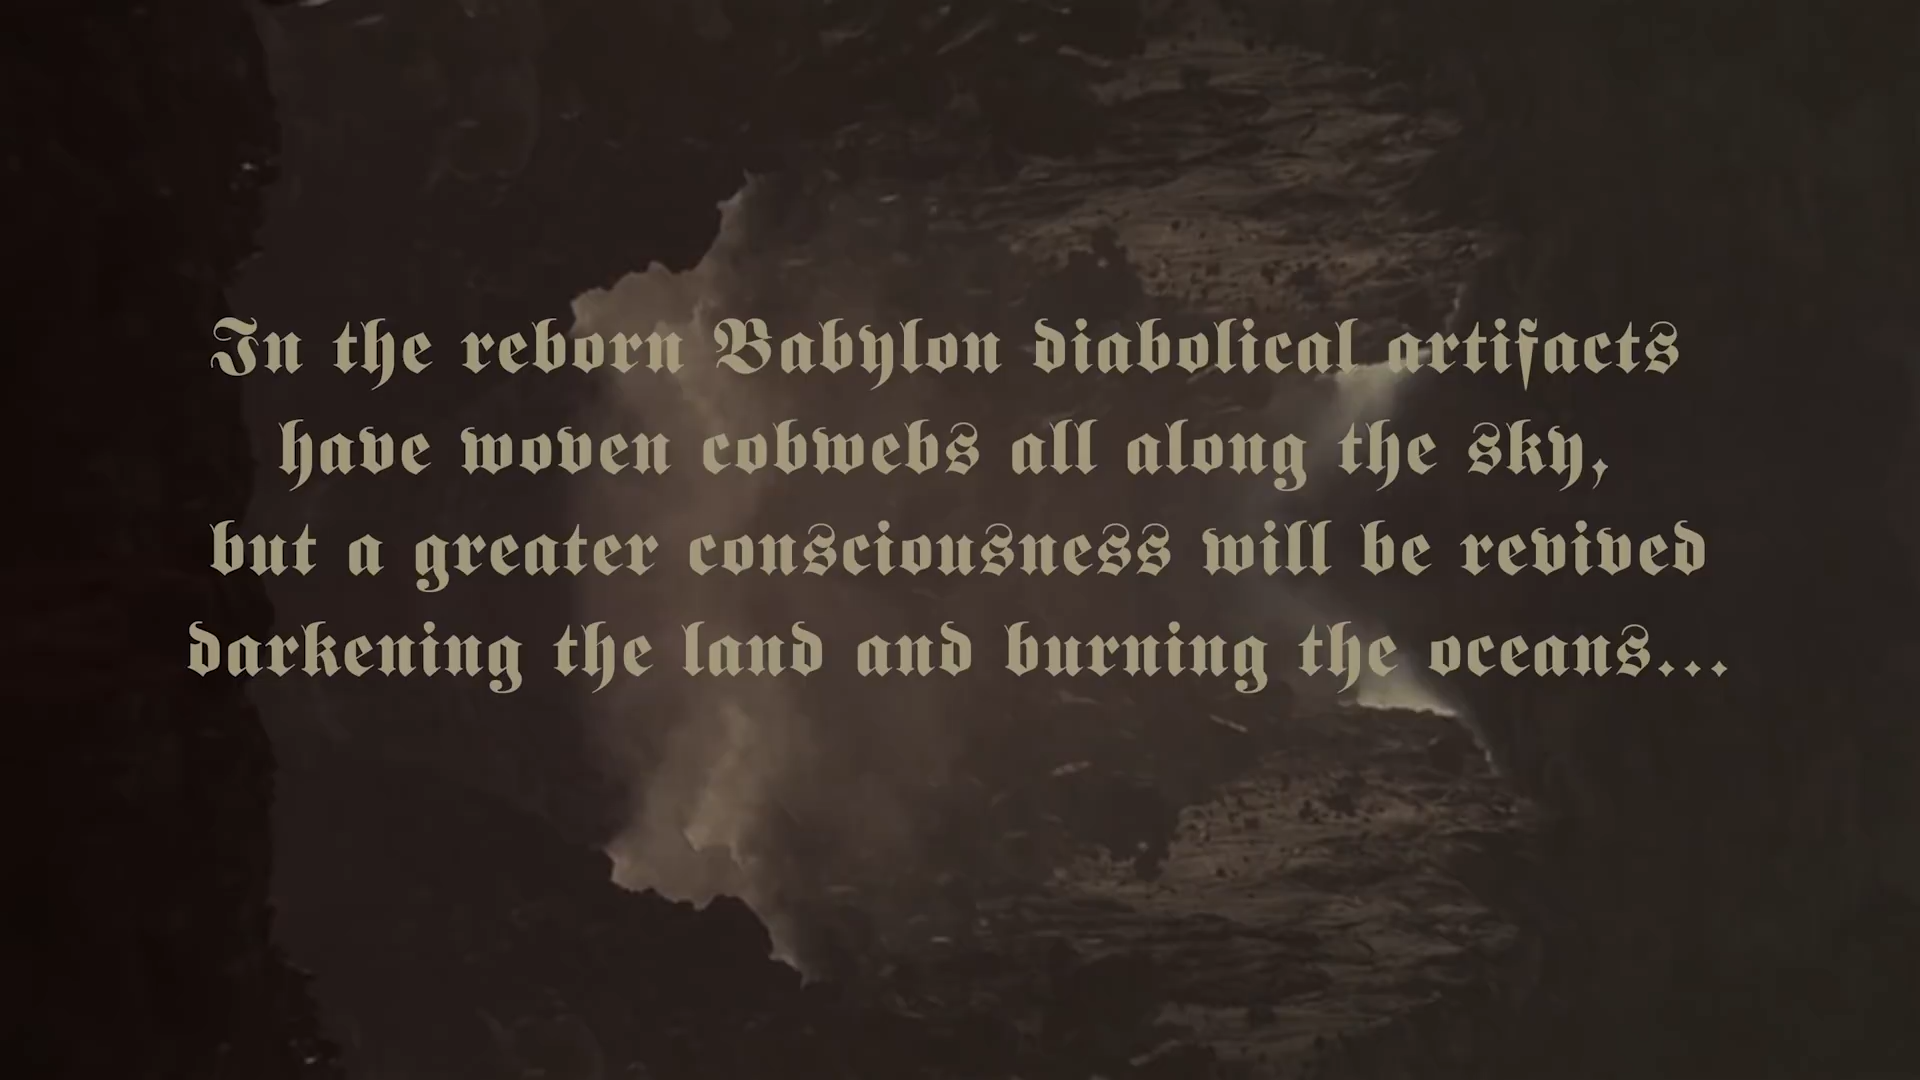 In the reborn Babylon diabolical artifacts
have woven cobwebs all along the sky,
but a greater consciousness will be revived
darkening the land and burning the oceans...